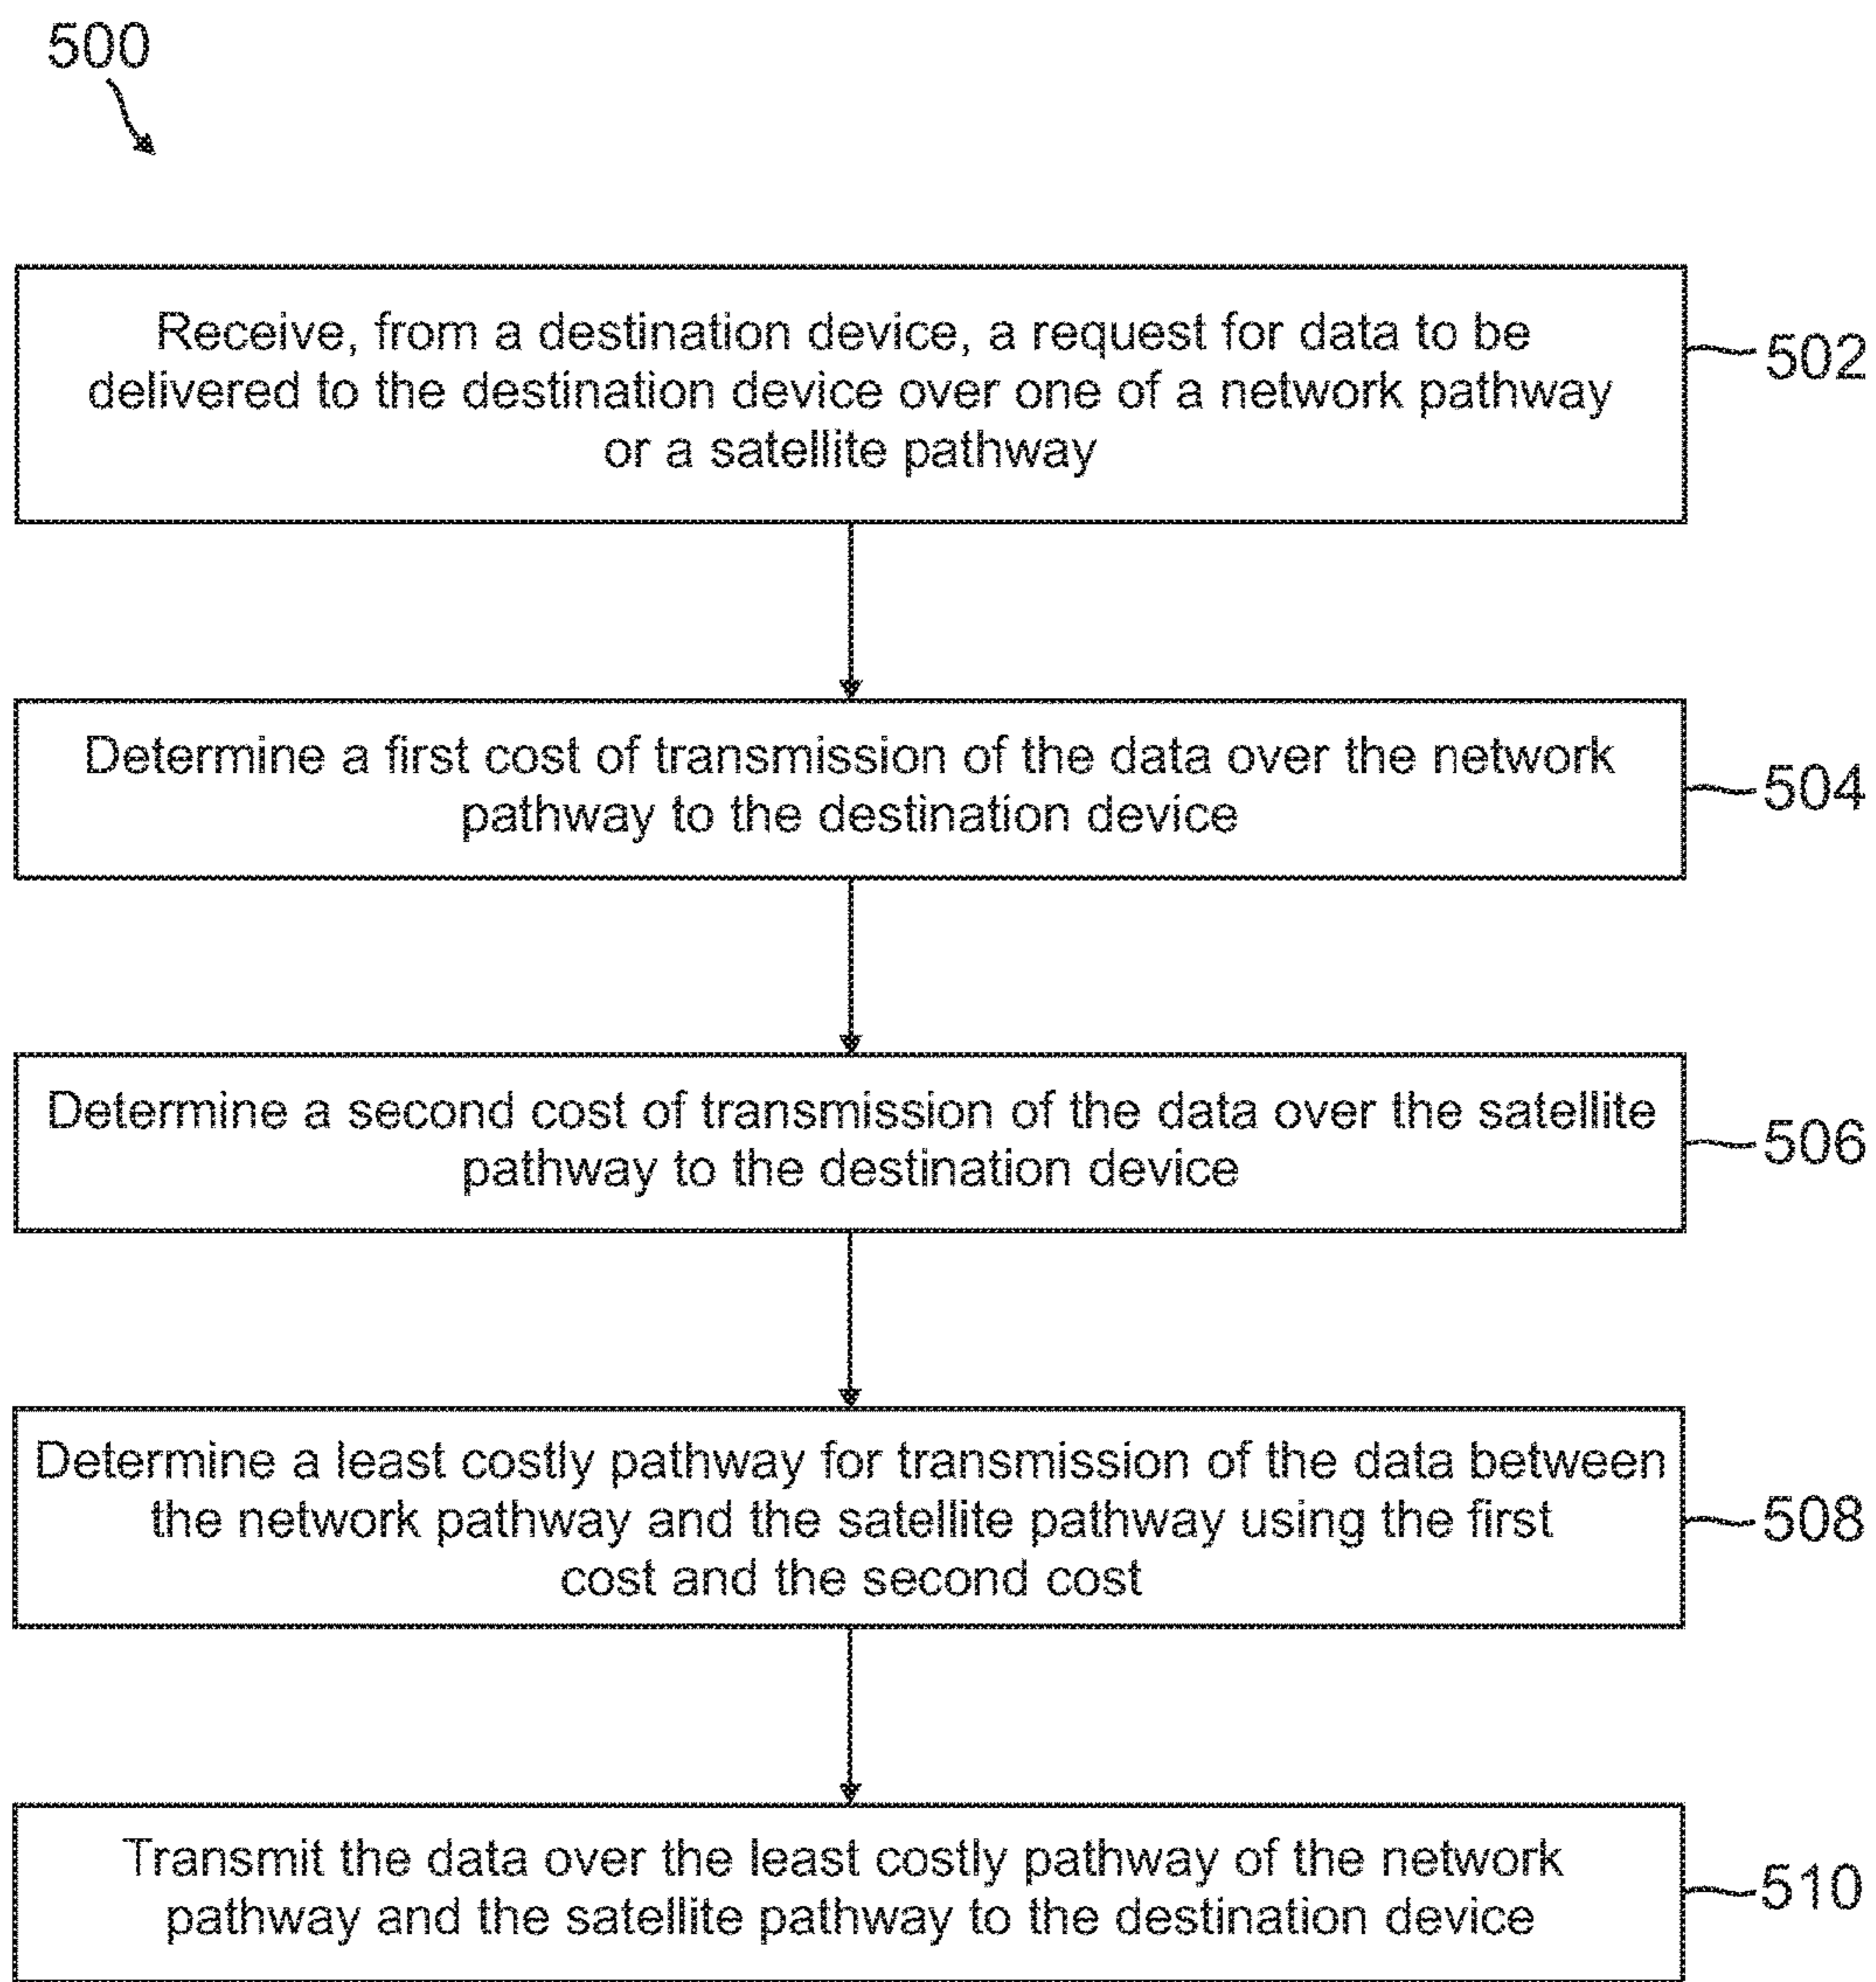 500
Receive, from a destination device, a request for data to be
delivered to the destination device over one of a network pathway
or a satellite pathway
502
Determine a first cost of transmission of the data over the network
pathway to the destination device
504
Determine a second cost of transmission of the data over the satellite
pathway to the destination device
506
Determine a least costly pathway for transmission of the data between
the network pathway and the satellite pathway using the first
cost and the second cost
508
Transmit the data over the least costly pathway of the network
pathway and the satellite pathway to the destination device
510